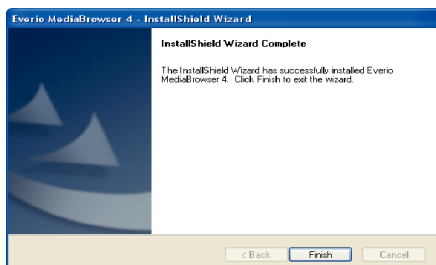 Everio MediaBrowser 4 - InstallShield Wizard
InstallShield Wizard Complete
The InstallShield Wizard has successfully installed Everio
MediaBrowser 4. Click Finish to exit the wizard.
< Back Finish Cancel